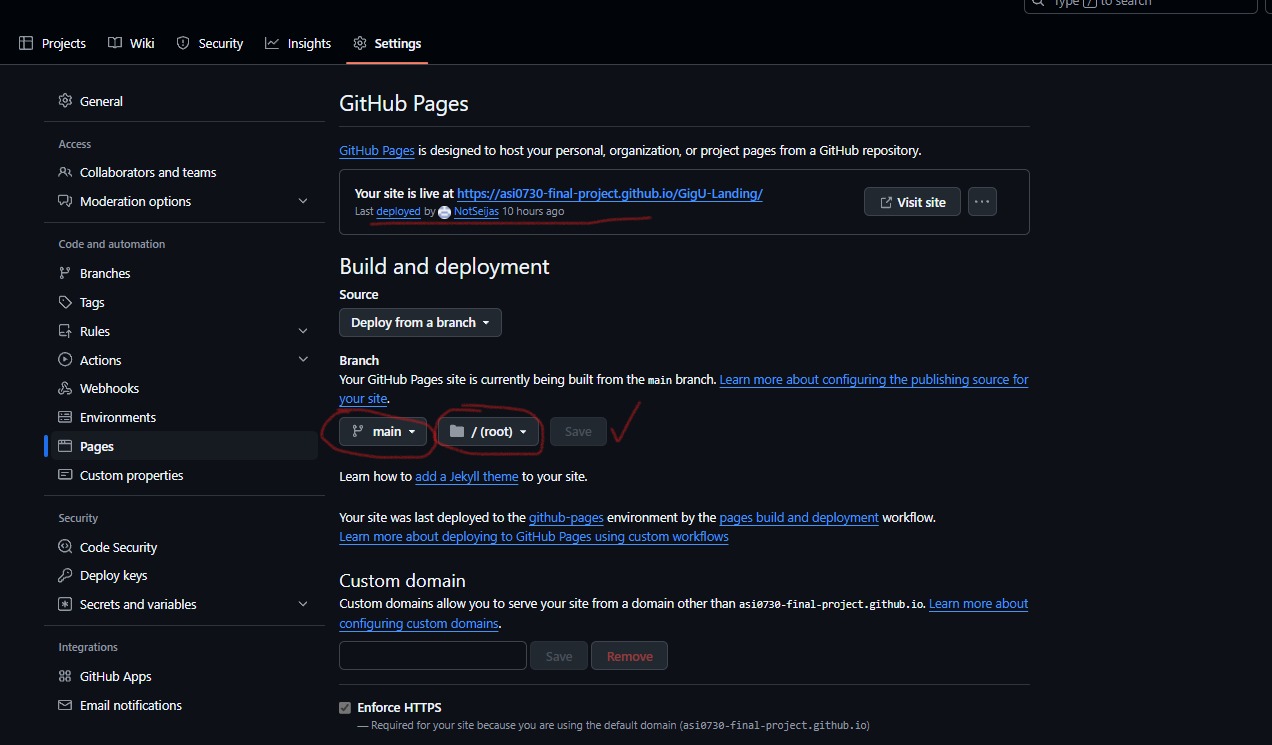 Type / to search
Projects
Wiki
Security
Insights
Settings
General
Access
Collaborators and teams
Moderation options
Code and automation
Branches
Tags
Rules
Actions
Webhooks
Environments
Pages
Custom properties
Security
Code Security
Deploy keys
Secrets and variables
Integrations
GitHub Apps
Email notifications
GitHub Pages
GitHub Pages is designed to host your personal, organization, or project pages from a GitHub repository.
Your site is live at https://asi0730-final-project.github.io/GigU-Landing/
Last deployed by NotSeijas 10 hours ago
Visit site
Build and deployment
Source
Deploy from a branch
Branch
Your GitHub Pages site is currently being built from the main branch. Learn more about configuring the publishing source for
your site.
main
/ (root)
Save
Learn how to add a Jekyll theme to your site.
Your site was last deployed to the github-pages environment by the pages build and deployment workflow.
Learn more about deploying to GitHub Pages using custom workflows
Custom domain
Custom domains allow you to serve your site from a domain other than asi0730-final-project.github.io. Learn more about
configuring custom domains.
Save
Remove
Enforce HTTPS
— Required for your site because you are using the default domain (asi0730-final-project.github.io)